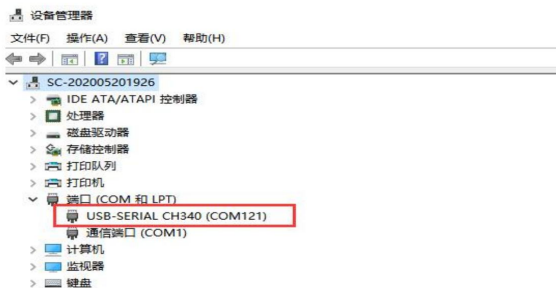 设备管理器
文件(F) 操作(A) 查看(V) 帮助(H)
SC-202005201926
IDE ATA/ATAPI 控制器
处理器
磁盘驱动器
存储控制器
打印队列
打印机
端口 (COM 和 LPT)
USB-SERIAL CH340 (COM121)
通信端口 (COM1)
计算机
监视器
键盘